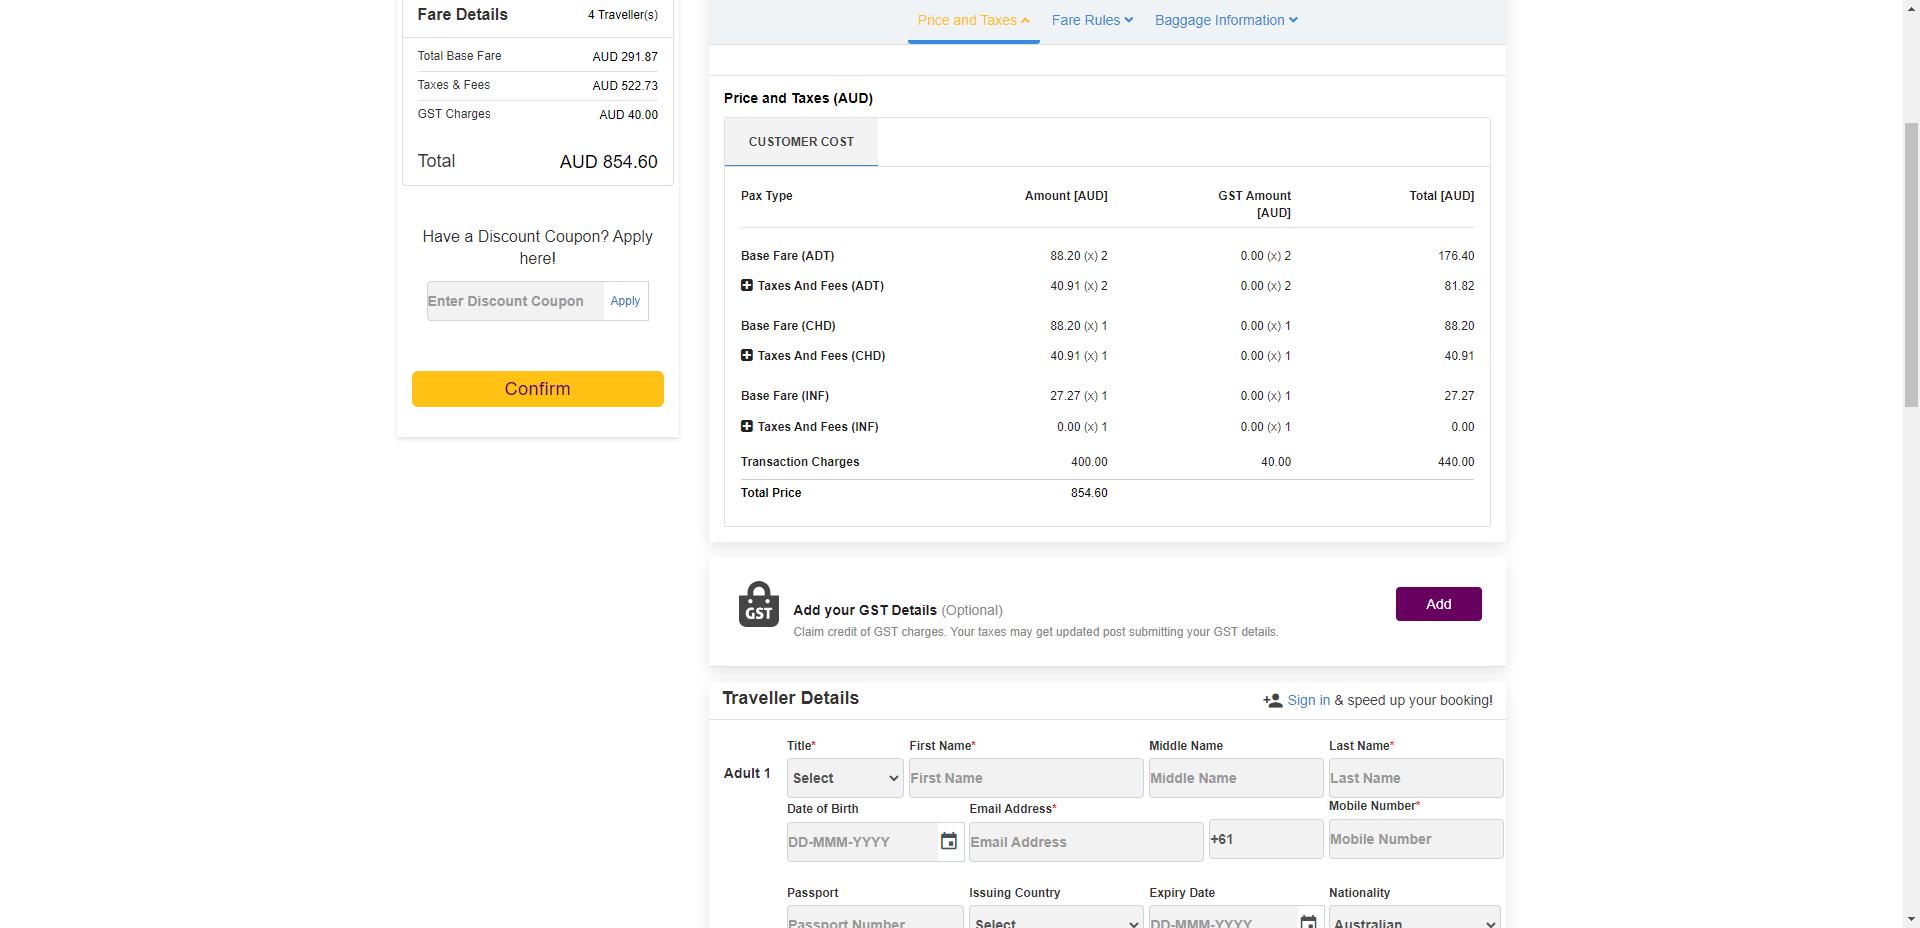 Fare Details 4 Traveller(s)
Total Base Fare AUD 291.87
Taxes & Fees AUD 522.73
GST Charges AUD 40.00
Total AUD 854.60
Have a Discount Coupon? Apply
here!
Enter Discount Coupon Apply
Confirm
Price and Taxes Fare Rules Baggage Information
Price and Taxes (AUD)
CUSTOMER COST
Pax Type Amount [AUD] GST Amount Total [AUD]
[AUD]
Base Fare (ADT) 88.20 (x) 2 0.00 (x) 2 176.40
Taxes And Fees (ADT) 40.91 (x) 2 0.00 (x) 2 81.82
Base Fare (CHD) 88.20 (x) 1 0.00 (x) 1 88.20
Taxes And Fees (CHD) 40.91 (x) 1 0.00 (x) 1 40.91
Base Fare (INF) 27.27 (x) 1 0.00 (x) 1 27.27
Taxes And Fees (INF) 0.00 (x) 1 0.00 (x) 1 0.00
Transaction Charges 400.00 40.00 440.00
Total Price 854.60
GST
Add your GST Details (Optional)
Claim credit of GST charges. Your taxes may get updated post submitting your GST details.
Add
Traveller Details Sign in & speed up your booking!
Title* First Name* Middle Name Last Name*
Adult 1 Select First Name Middle Name Last Name
Date of Birth Email Address* Mobile Number*
DD-MMM-YYYY Email Address +61 Mobile Number
Passport Issuing Country Expiry Date Nationality
Passport Number Select DD-MMM-YYYY Australian